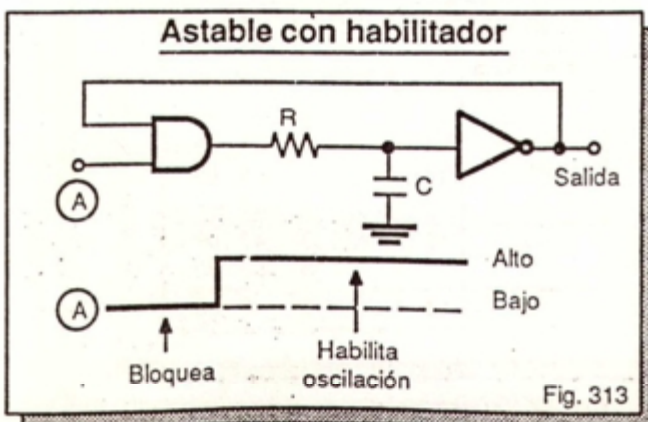 Astable con habilitador
R
C
Salida
A
Alto
A
Bajo
Bloquea
Habilita
oscilación
Fig. 313